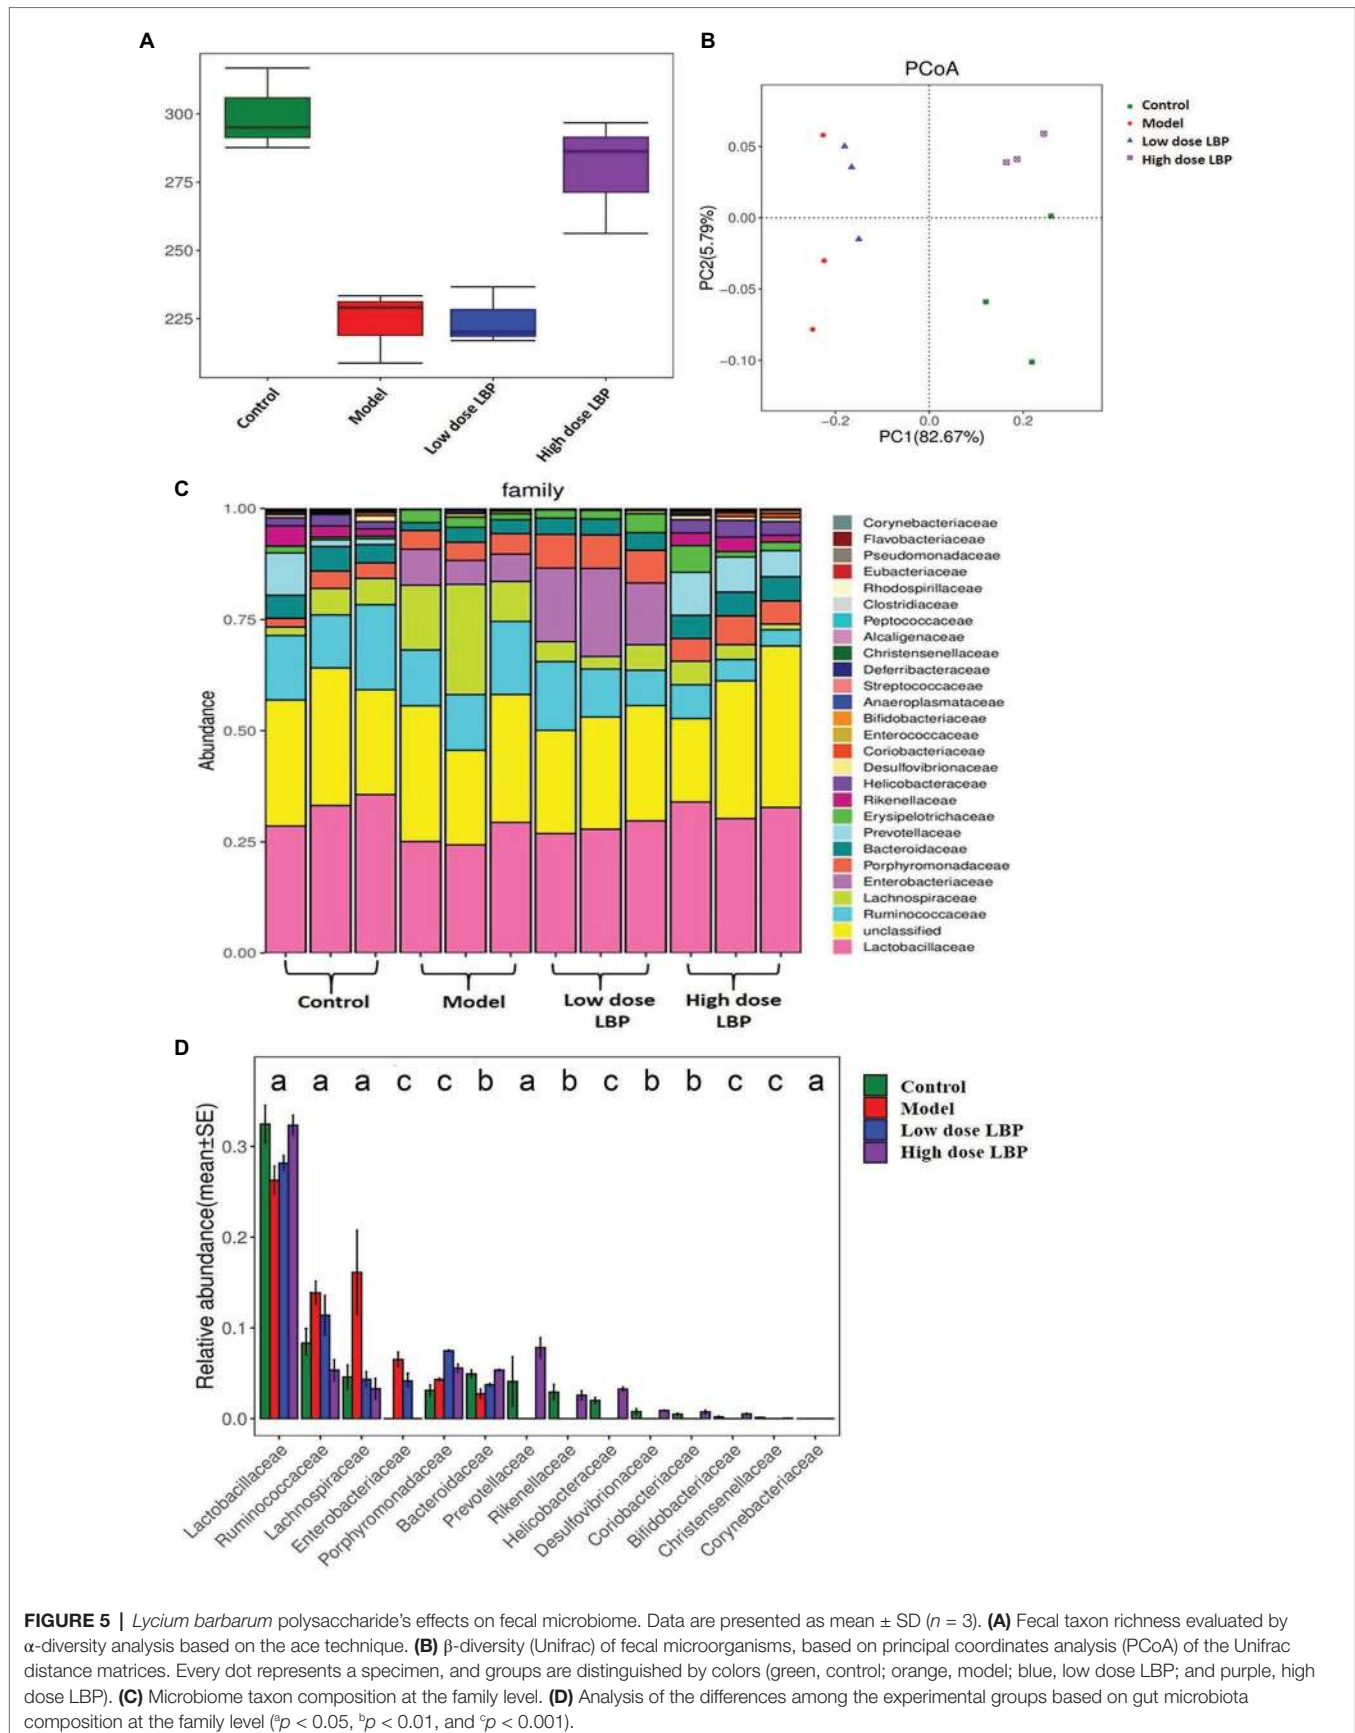 A
300
275
250
225
Control
Model
Low dose LBP
High dose LBP
B
PCoA
0.05
0.00
−0.05
−0.10
PC2(5.79%)
−0.2
0.0
0.2
PC1(82.67%)
Control
Model
Low dose LBP
High dose LBP
C
family
1.00
0.75
0.50
0.25
0.00
Abundance
Control
Model
Low dose
LBP
High dose
LBP
Corynebacteriaceae
Flavobacteriaceae
Pseudomonadaceae
Eubacteriaceae
Rhodospirillaceae
Clostridiaceae
Peptococcaceae
Alcaligenaceae
Christensenellaceae
Deferribacteraceae
Streptococcaceae
Anaeroplasmataceae
Bifidobacteriaceae
Enterococcaceae
Coriobacteriaceae
Desulfovibrionaceae
Helicobacteraceae
Rikenellaceae
Erysipelotrichaceae
Prevotellaceae
Bacteroidaceae
Porphyromonadaceae
Enterobacteriaceae
Lachnospiraceae
Ruminococcaceae
unclassified
Lactobacillaceae
D
a a a c c b a b c b b c c a
0.3
0.2
0.1
0.0
Relative abundance(mean±SE)
Lactobacillaceae
Ruminococcaceae
Lachnospiraceae
Enterobacteriaceae
Porphyromonadaceae
Bacteroidaceae
Prevotellaceae
Rikenellaceae
Helicobacteraceae
Desulfovibrionaceae
Coriobacteriaceae
Bifidobacteriaceae
Christensenellaceae
Corynebacteriaceae
Control
Model
Low dose LBP
High dose LBP
FIGURE 5 | Lycium barbarum polysaccharide's effects on fecal microbiome. Data are presented as mean ± SD (n = 3). (A) Fecal taxon richness evaluated by
α-diversity analysis based on the ace technique. (B) β-diversity (Unifrac) of fecal microorganisms, based on principal coordinates analysis (PCoA) of the Unifrac
distance matrices. Every dot represents a specimen, and groups are distinguished by colors (green, control; orange, model; blue, low dose LBP; and purple, high
dose LBP). (C) Microbiome taxon composition at the family level. (D) Analysis of the differences among the experimental groups based on gut microbiota
composition at the family level (ᵃp < 0.05, ᵇp < 0.01, and ᶜp < 0.001).